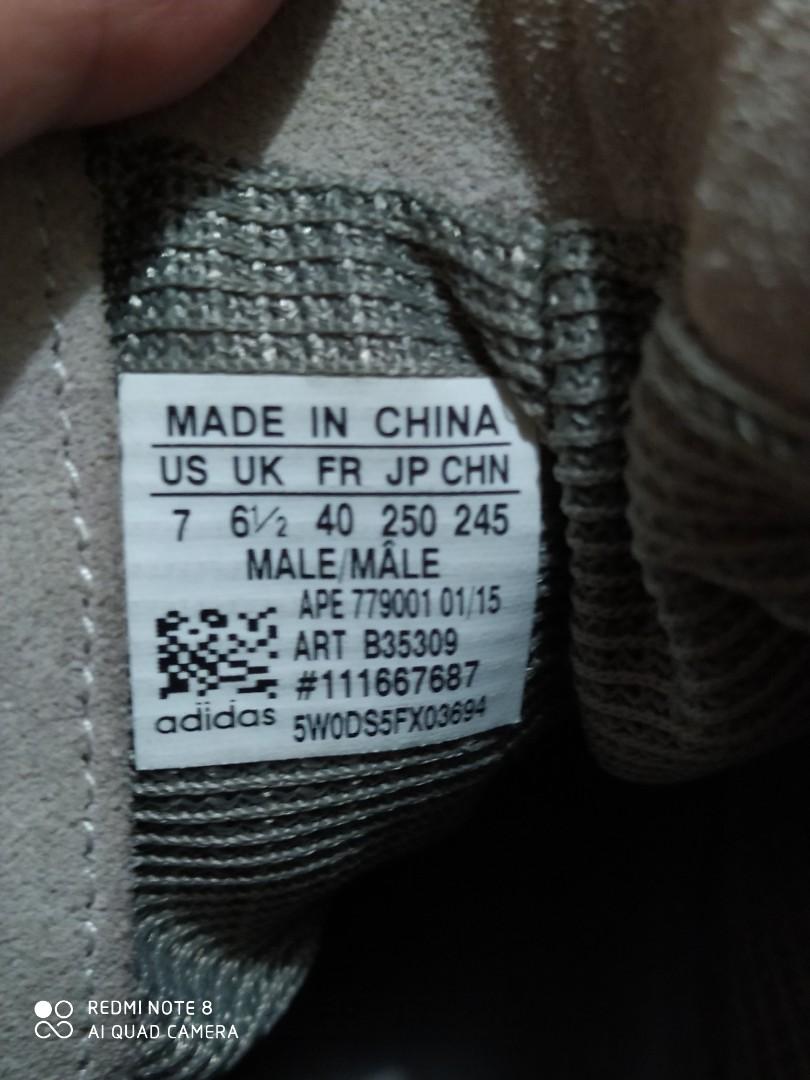 MADE IN CHINA
US UK FR JP CHN
7 6½ 40 250 245
MALE/MÂLE
APE 779001 01/15
ART B35309
#111667687
adidas 5W0DS5FX03694
REDMI NOTE 8
AI QUAD CAMERA